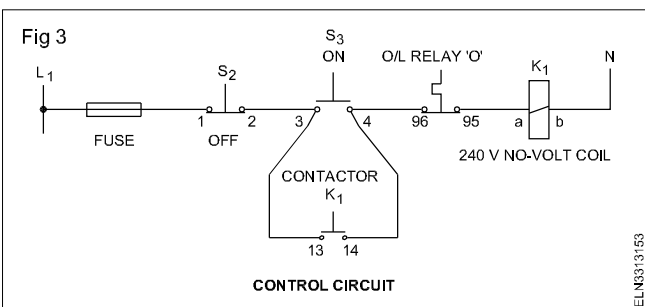 Fig 3
S3
ON
O/L RELAY 'O'
K1
N
L1
S2
1 2 3 4 96 95 a b
FUSE
OFF
240 V NO-VOLT COIL
CONTACTOR
K1
13 14
CONTROL CIRCUIT
ELN3313153